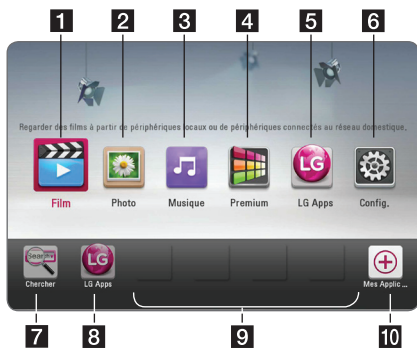 1 2 3 4 5 6
Regarder des films à partir de périphériques locaux ou de périphériques connectés au réseau domestique.
LG
Film Photo Musique Premium LG Apps Config.
Search LG
Chercher LG Apps Mes Applic ...
7 8 9 10